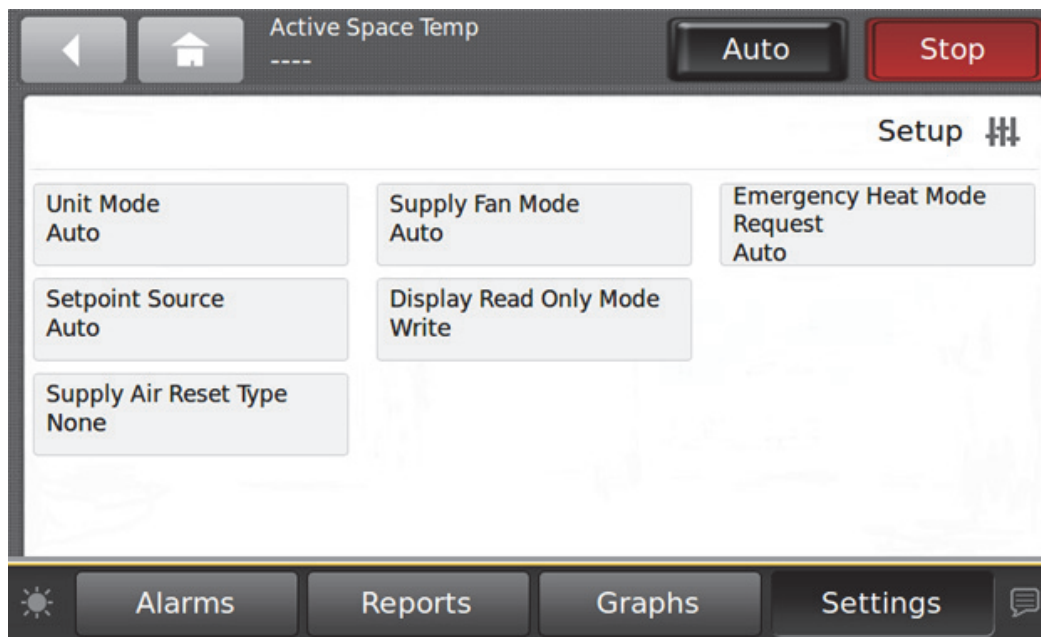 Active Space Temp
----
Auto
Stop
Setup
Unit Mode
Auto
Supply Fan Mode
Auto
Emergency Heat Mode
Request
Auto
Setpoint Source
Auto
Display Read Only Mode
Write
Supply Air Reset Type
None
Alarms
Reports
Graphs
Settings